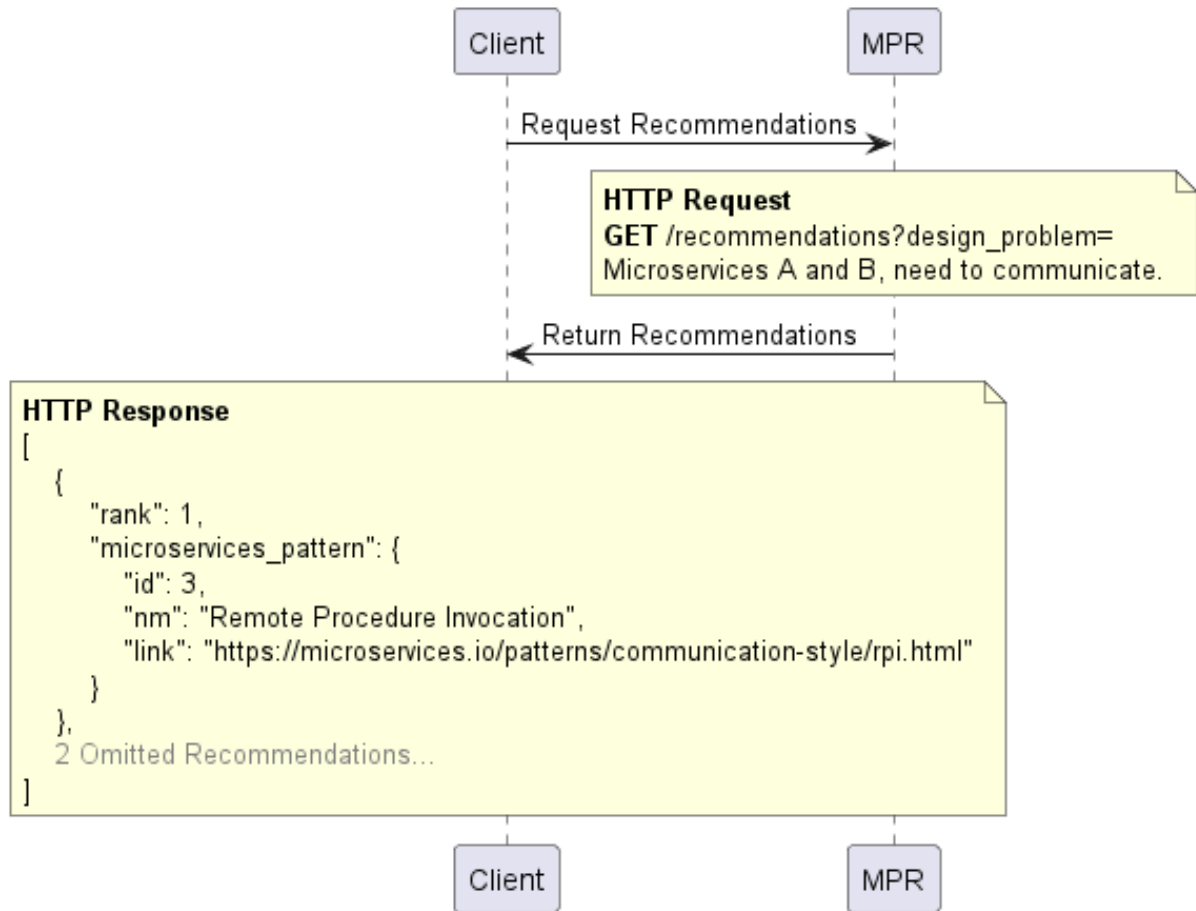 Client MPR
Request Recommendations
HTTP Request
GET /recommendations?design_problem=
Microservices A and B, need to communicate.
Return Recommendations
HTTP Response
[
{
"rank": 1,
"microservices_pattern": {
"id": 3,
"nm": "Remote Procedure Invocation",
"link": "https://microservices.io/patterns/communication-style/rpi.html"
}
},
2 Omitted Recommendations...
]
Client MPR